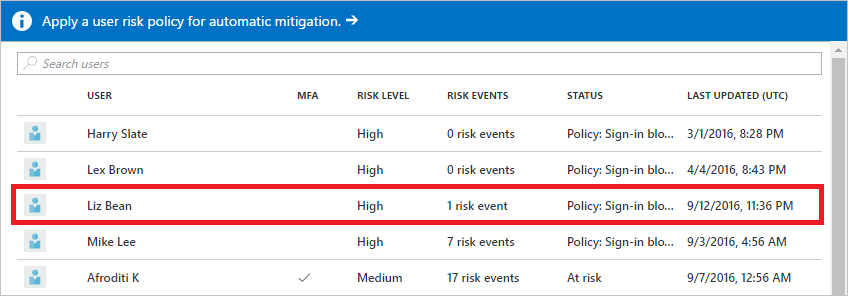 Apply a user risk policy for automatic mitigation. →
Search users
USER MFA RISK LEVEL RISK EVENTS STATUS LAST UPDATED (UTC)
Harry Slate High 0 risk events Policy: Sign-in blo... 3/1/2016, 8:28 PM
Lex Brown High 0 risk events Policy: Sign-in blo... 4/4/2016, 8:43 PM
Liz Bean High 1 risk event Policy: Sign-in blo... 9/12/2016, 11:36 PM
Mike Lee High 7 risk events Policy: Sign-in blo... 9/3/2016, 4:56 AM
Afroditi K ✓ Medium 17 risk events At risk 9/7/2016, 12:56 AM